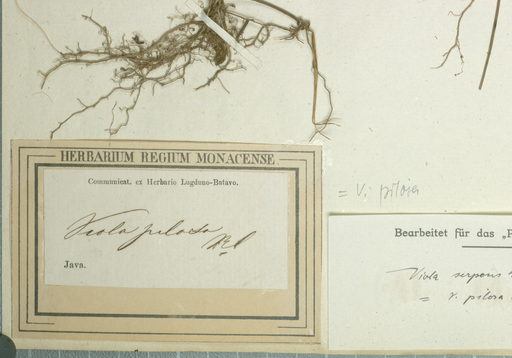 HERBARIUM REGIUM MONACENSE
Communicat. ex Herbario Lugduno-Batavo.
Viola pilosa Bl
Java.
= V. pilosa
Bearbeitet für das „
Viola serpens
= V. pilosa